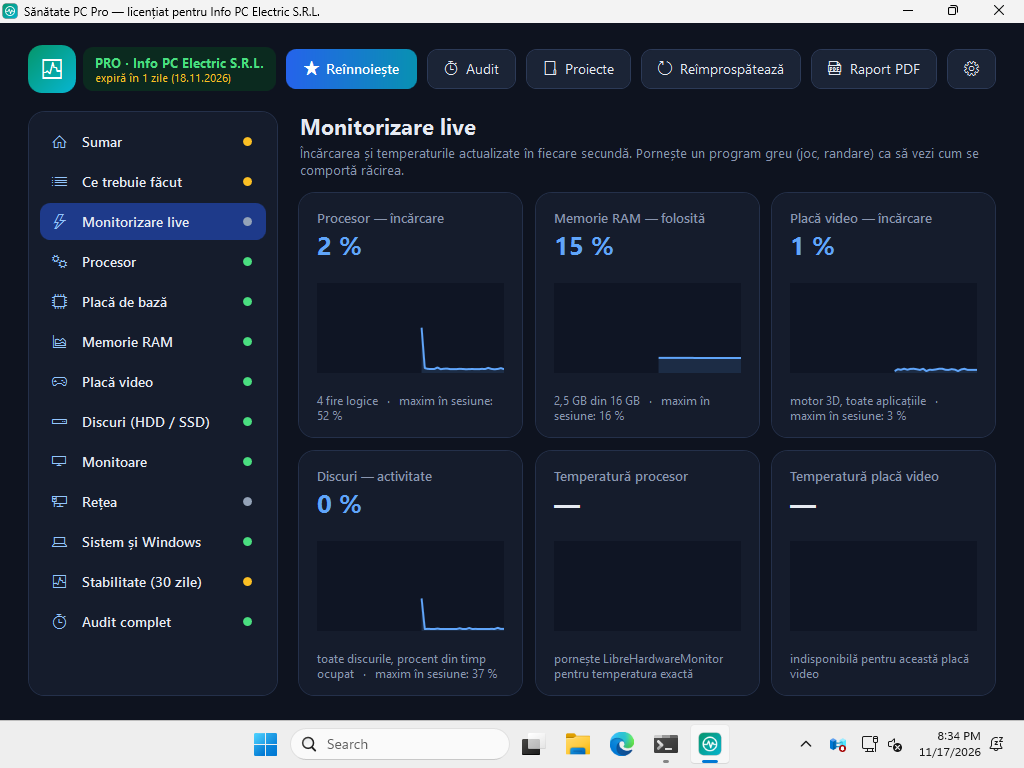 Sănătate PC Pro — licențiat pentru Info PC Electric S.R.L.
PRO · Info PC Electric S.R.L.
expiră în 1 zile (18.11.2026)
Reînnoiește
Audit
Proiecte
Reîmprospătează
Raport PDF
Sumar
Ce trebuie făcut
Monitorizare live
Procesor
Placă de bază
Memorie RAM
Placă video
Discuri (HDD / SSD)
Monitoare
Rețea
Sistem și Windows
Stabilitate (30 zile)
Audit complet
Monitorizare live
Încărcarea și temperaturile actualizate în fiecare secundă. Pornește un program greu (joc, randare) ca să vezi cum se
comportă răcirea.
Procesor — încărcare
2 %
4 fire logice · maxim în sesiune:
52 %
Memorie RAM — folosită
15 %
2,5 GB din 16 GB · maxim în
sesiune: 16 %
Placă video — încărcare
1 %
motor 3D, toate aplicațiile ·
maxim în sesiune: 3 %
Discuri — activitate
0 %
toate discurile, procent din timp
ocupat · maxim în sesiune: 37 %
Temperatură procesor
—
pornește LibreHardwareMonitor
pentru temperatura exactă
Temperatură placă video
—
indisponibilă pentru această placă
video
Search
8:34 PM
11/17/2026